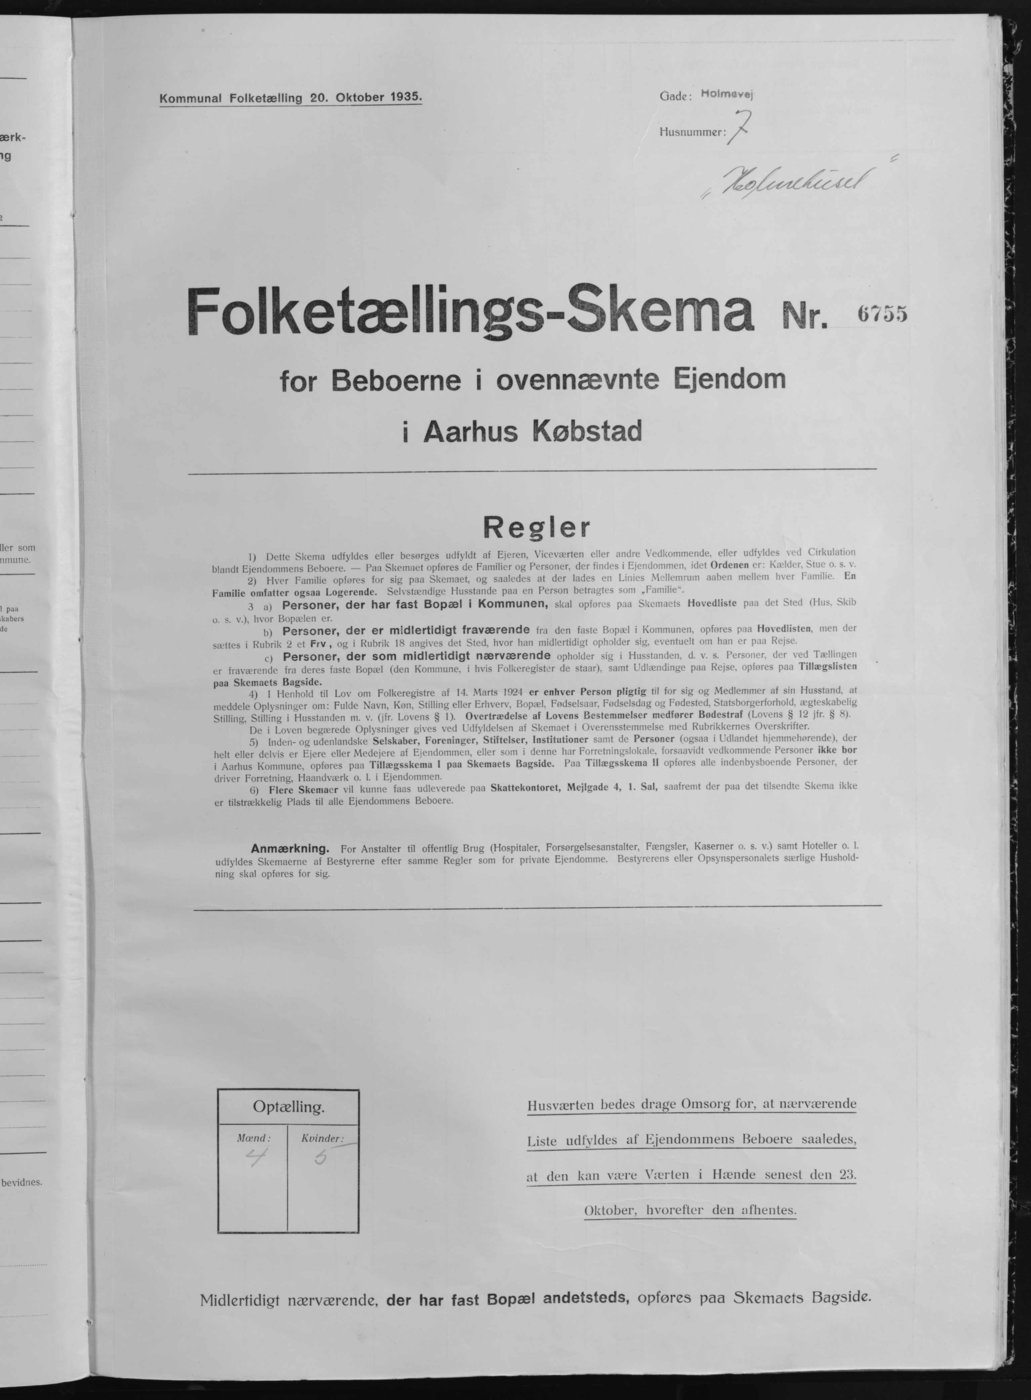 Kommunal Folketælling 20. Oktober 1935.
Gade: Holmevej
Husnummer: 7
„Holmehuset“
Folketællings-Skema Nr. 6755
for Beboerne i ovennævnte Ejendom
i Aarhus Købstad
Regler
1) Dette Skema udfyldes eller besørges udfyldt af Ejeren, Viceværten eller andre Vedkommende, eller udfyldes ved Cirkulation
blandt Ejendommens Beboere. — Paa Skemaet opføres de Familier og Personer, der findes i Ejendommen, idet Ordenen er: Kælder, Stue o. s. v.
2) Hver Familie opføres for sig paa Skemaet, og saaledes at der lades en Linies Mellemrum aaben mellem hver Familie. En
Familie omfatter ogsaa Logerende. Selvstændige Husstande paa en Person betragtes som „Familie“.
3 a) Personer, der har fast Bopæl i Kommunen, skal opføres paa Skemaets Hovedliste paa det Sted (Hus, Skib
o. s. v.), hvor Bopælen er.
b) Personer, der er midlertidigt fraværende fra den faste Bopæl i Kommunen, opføres paa Hovedlisten, men der
sættes i Rubrik 2 et Frv, og i Rubrik 18 angives det Sted, hvor han midlertidigt opholder sig, eventuelt om han er paa Rejse.
c) Personer, der som midlertidigt nærværende opholder sig i Husstanden, d. v. s. Personer, der ved Tællingen
er fraværende fra deres faste Bopæl (den Kommune, i hvis Folkeregister de staar), samt Udlændinge paa Rejse, opføres paa Tillægslisten
paa Skemaets Bagside.
4) I Henhold til Lov om Folkeregistre af 14. Marts 1924 er enhver Person pligtig til for sig og Medlemmer af sin Husstand, at
meddele Oplysninger om: Fulde Navn, Køn, Stilling eller Erhverv, Bopæl, Fødselsaar, Fødselsdag og Fødested, Statsborgerforhold, ægteskabelig
Stilling, Stilling i Husstanden m. v. (jfr. Lovens § 1). Overtrædelse af Lovens Bestemmelser medfører Bødestraf (Lovens § 12 jfr. § 8).
De i Loven begærede Oplysninger gives ved Udfyldelsen af Skemaet i Overensstemmelse med Rubrikkernes Overskrifter.
5) Inden- og udenlandske Selskaber, Foreninger, Stiftelser, Institutioner samt de Personer (ogsaa i Udlandet hjemmehørende), der
helt eller delvis er Ejere eller Medejere af Ejendommen, eller som i denne har Forretningslokale, forsaavidt vedkommende Personer ikke bor
i Aarhus Kommune, opføres paa Tillægsskema I paa Skemaets Bagside. Paa Tillægsskema II opføres alle indenbysboende Personer, der
driver Forretning, Haandværk o. l. i Ejendommen.
6) Flere Skemaer vil kunne faas udleverede paa Skattekontoret, Mejlgade 4, 1. Sal, saafremt der paa det tilsendte Skema ikke
er tilstrækkelig Plads til alle Ejendommens Beboere.
Anmærkning. For Anstalter til offentlig Brug (Hospitaler, Forsørgelsesanstalter, Fængsler, Kaserner o. s. v.) samt Hoteller o. l.
udfyldes Skemaerne af Bestyrerne efter samme Regler som for private Ejendomme. Bestyrerens eller Opsynspersonalets særlige Hushold-
ning skal opføres for sig.
Optælling.
Mænd: Kvinder:
4 5
Husværten bedes drage Omsorg for, at nærværende
Liste udfyldes af Ejendommens Beboere saaledes,
at den kan være Værten i Hænde senest den 23.
Oktober, hvorefter den afhentes.
Midlertidigt nærværende, der har fast Bopæl andetsteds, opføres paa Skemaets Bagside.
ærk-
ng
ller som
mmune.
l paa
skabers
de
bevidnes.